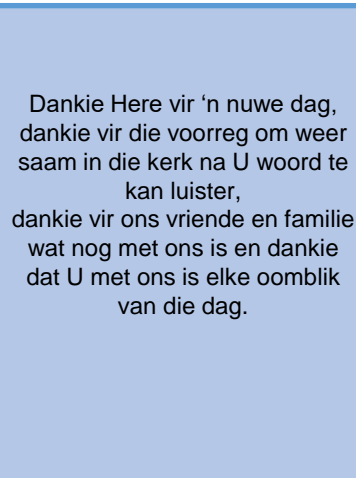 Dankie Here vir ‘n nuwe dag,
dankie vir die voorreg om weer
saam in die kerk na U woord te
kan luister,
dankie vir ons vriende en familie
wat nog met ons is en dankie
dat U met ons is elke oomblik
van die dag.